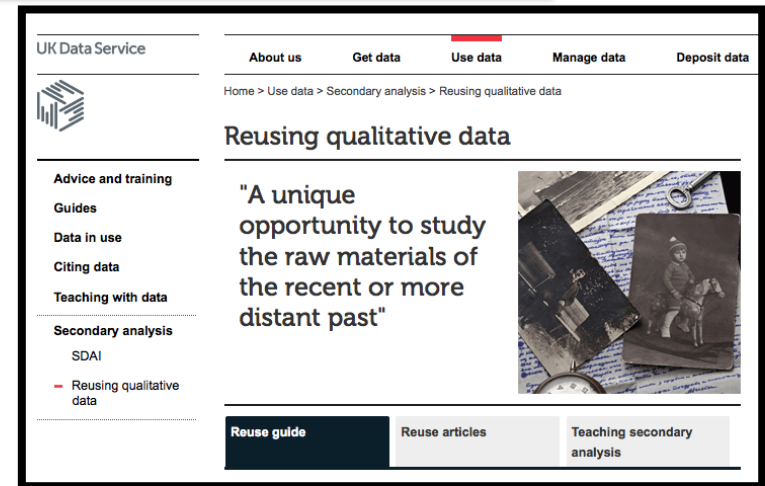 UK Data Service
About us Get data Use data Manage data Deposit data
Home > Use data > Secondary analysis > Reusing qualitative data
Reusing qualitative data
Advice and training
Guides
Data in use
Citing data
Teaching with data
Secondary analysis
SDAI
Reusing qualitative
data
"A unique
opportunity to study
the raw materials of
the recent or more
distant past"
Reuse guide Reuse articles Teaching secondary
analysis